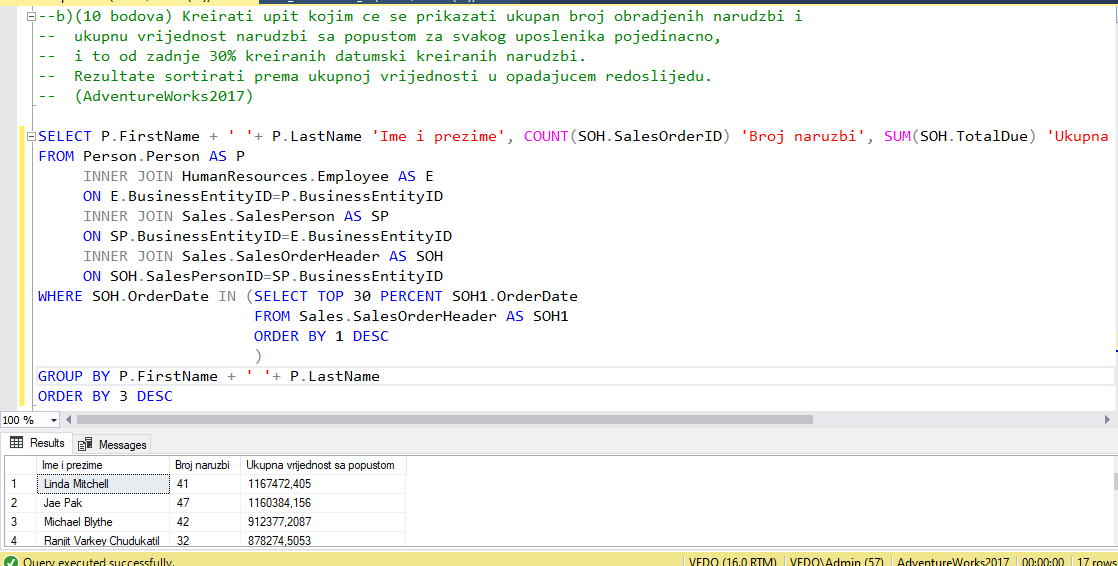 --b)(10 bodova) Kreirati upit kojim ce se prikazati ukupan broj obradjenih narudzbi i
-- ukupnu vrijednost narudzbi sa popustom za svakog uposlenika pojedinacno,
-- i to od zadnje 30% kreiranih datumski kreiranih narudzbi.
-- Rezultate sortirati prema ukupnoj vrijednosti u opadajucem redoslijedu.
-- (AdventureWorks2017)
SELECT P.FirstName + ' '+ P.LastName 'Ime i prezime', COUNT(SOH.SalesOrderID) 'Broj naruzbi', SUM(SOH.TotalDue) 'Ukupna
FROM Person.Person AS P
INNER JOIN HumanResources.Employee AS E
ON E.BusinessEntityID=P.BusinessEntityID
INNER JOIN Sales.SalesPerson AS SP
ON SP.BusinessEntityID=E.BusinessEntityID
INNER JOIN Sales.SalesOrderHeader AS SOH
ON SOH.SalesPersonID=SP.BusinessEntityID
WHERE SOH.OrderDate IN (SELECT TOP 30 PERCENT SOH1.OrderDate
FROM Sales.SalesOrderHeader AS SOH1
ORDER BY 1 DESC
)
GROUP BY P.FirstName + ' '+ P.LastName
ORDER BY 3 DESC
100 %
Results Messages
Ime i prezime Broj naruzbi Ukupna vrijednost sa popustom
1 Linda Mitchell 41 1167472,405
2 Jae Pak 47 1160384,156
3 Michael Blythe 42 912377,2087
4 Ranjit Varkey Chudukatil 32 878274,5053
Query executed successfully. VEDO (16.0 RTM) VEDO\Admin (57) AdventureWorks2017 00:00:00 17 rows